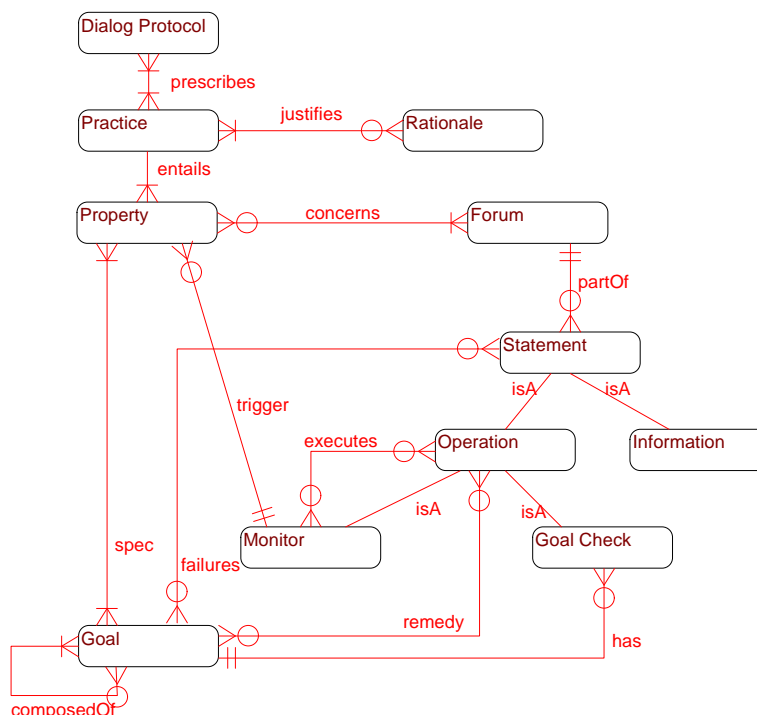 Dialog Protocol
prescribes
Practice
justifies
Rationale
entails
Property
concerns
Forum
partOf
Statement
isA
isA
trigger
executes
Operation
Information
isA
isA
Monitor
Goal Check
spec
failures
remedy
Goal
has
composedOf